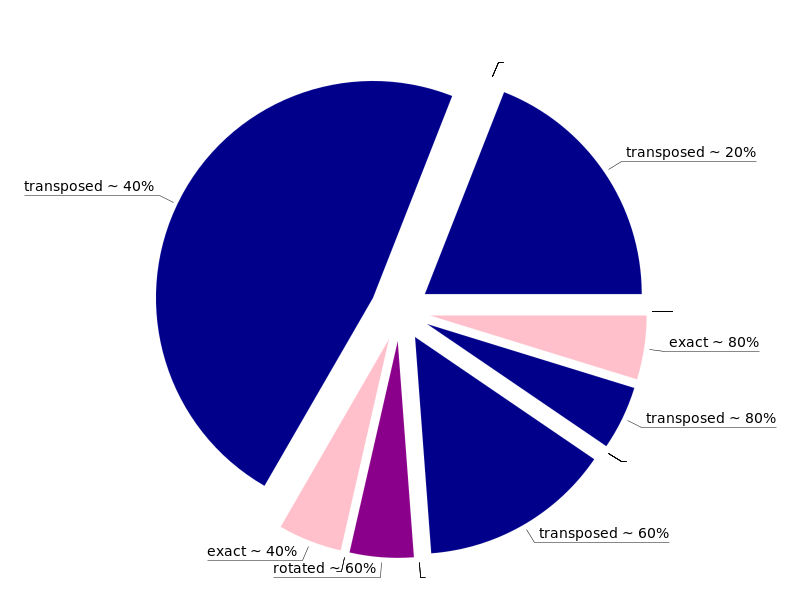 transposed ~ 20%
transposed ~ 40%
exact ~ 80%
transposed ~ 80%
transposed ~ 60%
exact ~ 40%
rotated ~ 60%